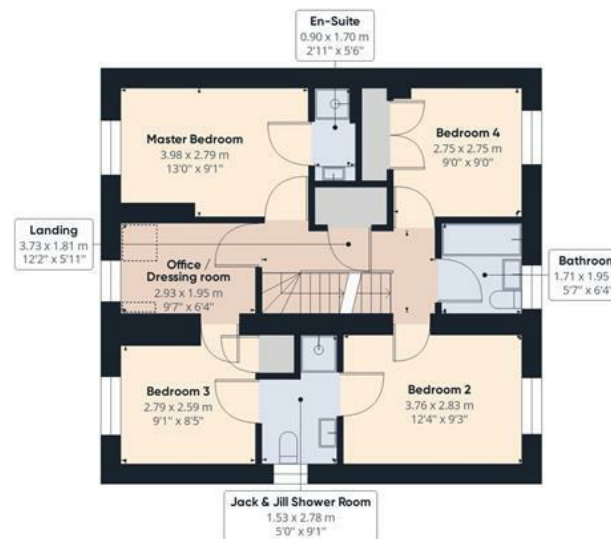 En-Suite
0.90 x 1.70 m
2'11" x 5'6"
Master Bedroom
3.98 x 2.79 m
13'0" x 9'1"
Bedroom 4
2.75 x 2.75 m
9'0" x 9'0"
Landing
3.73 x 1.81 m
12'2" x 5'11"
Office /
Dressing room
2.93 x 1.95 m
9'7" x 6'4"
Bathroom
1.71 x 1.95
5'7" x 6'4"
Bedroom 3
2.79 x 2.59 m
9'1" x 8'5"
Bedroom 2
3.76 x 2.83 m
12'4" x 9'3"
Jack & Jill Shower Room
1.53 x 2.78 m
5'0" x 9'1"